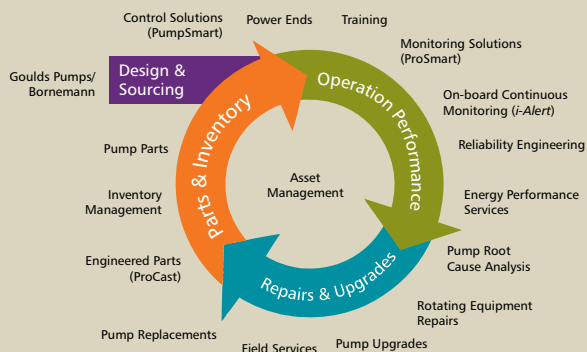 Control Solutions
(PumpSmart)
Power Ends
Training
Monitoring Solutions
(ProSmart)
Goulds Pumps/
Bornemann
Design &
Sourcing
Operation Performance
On-board Continuous
Monitoring (i-Alert)
Reliability Engineering
Pump Parts
Parts & Inventory
Asset
Management
Inventory
Management
Energy Performance
Services
Pump Root
Cause Analysis
Engineered Parts
(ProCast)
Repairs & Upgrades
Rotating Equipment
Repairs
Pump Replacements
Field Services
Pump Upgrades